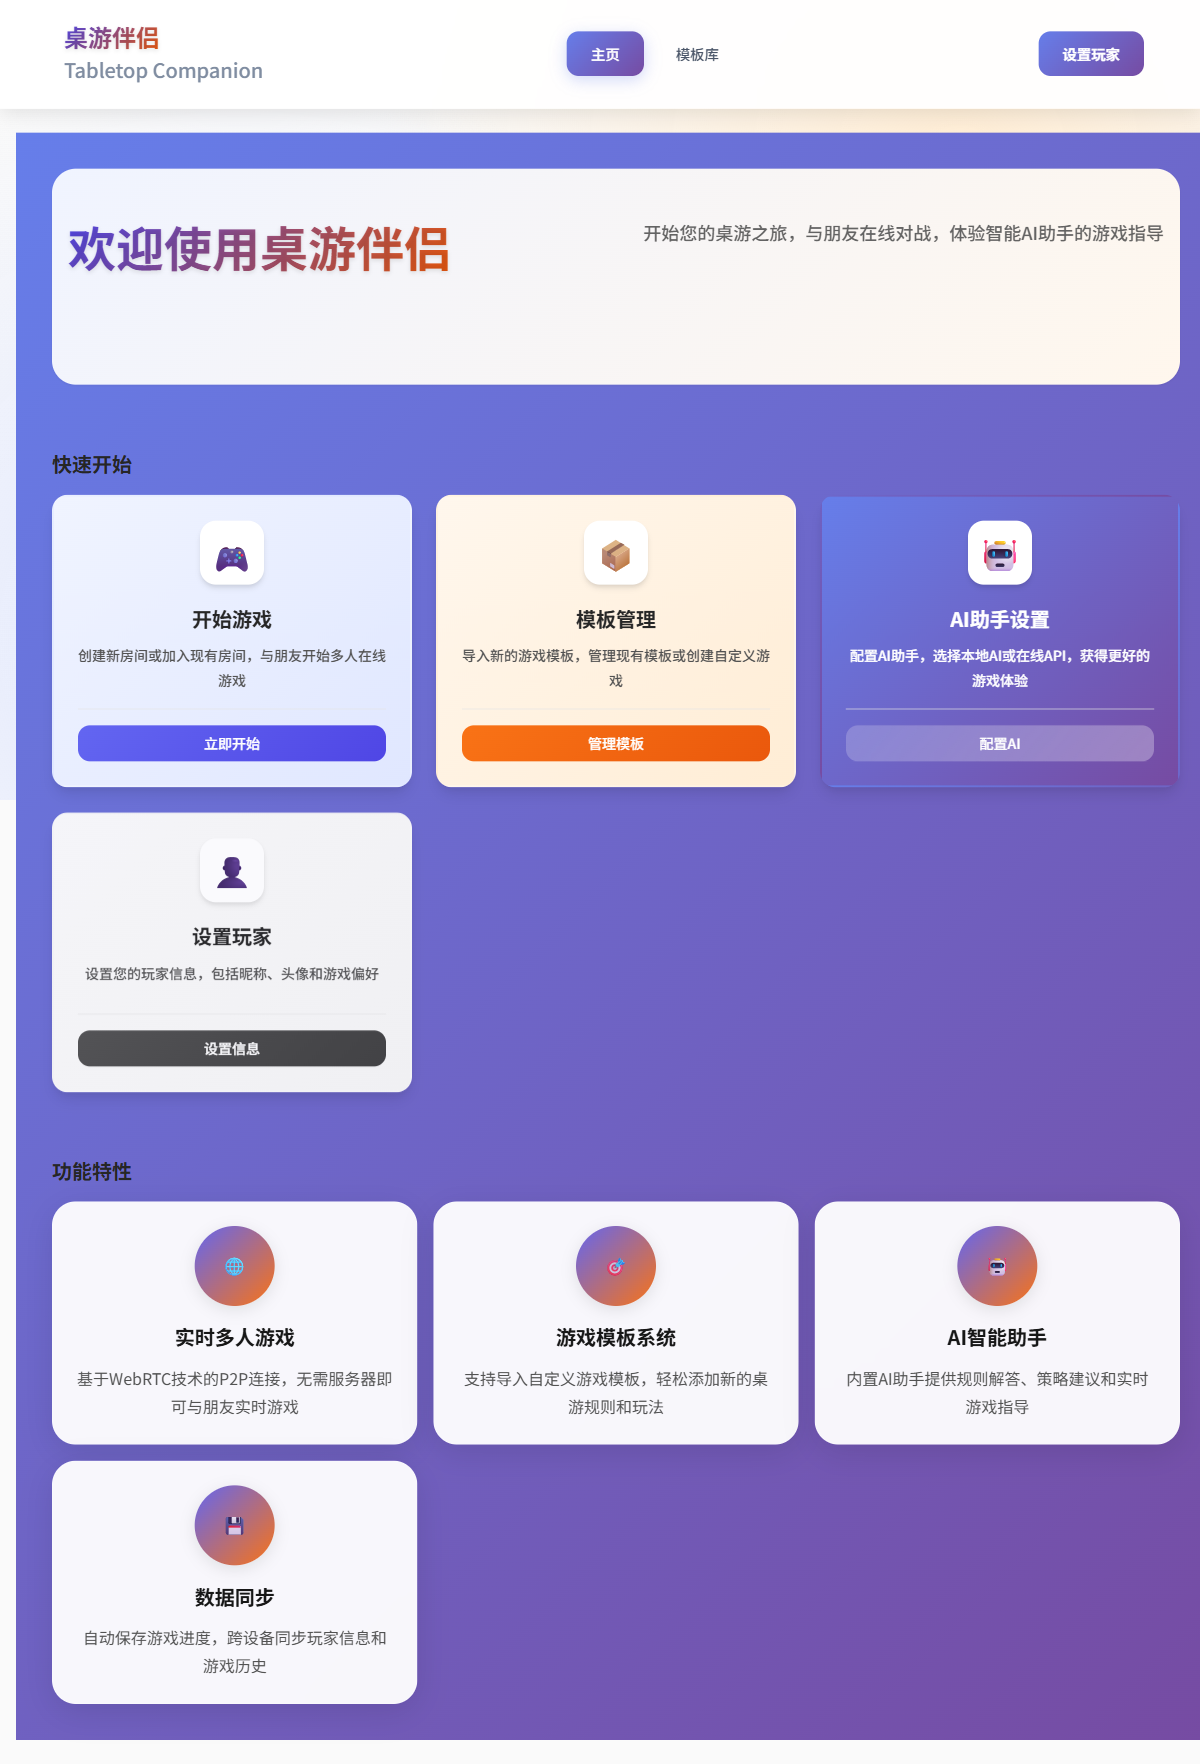 桌游伴侣
Tabletop Companion
主页
模板库
设置玩家
欢迎使用桌游伴侣
开始您的桌游之旅，与朋友在线对战，体验智能AI助手的游戏指导
快速开始
开始游戏
创建新房间或加入现有房间，与朋友开始多人在线
游戏
立即开始
模板管理
导入新的游戏模板，管理现有模板或创建自定义游
戏
管理模板
AI助手设置
配置AI助手，选择本地AI或在线API，获得更好的
游戏体验
配置AI
设置玩家
设置您的玩家信息，包括昵称、头像和游戏偏好
设置信息
功能特性
实时多人游戏
基于WebRTC技术的P2P连接，无需服务器即
可与朋友实时游戏
游戏模板系统
支持导入自定义游戏模板，轻松添加新的桌
游规则和玩法
AI智能助手
内置AI助手提供规则解答、策略建议和实时
游戏指导
数据同步
自动保存游戏进度，跨设备同步玩家信息和
游戏历史